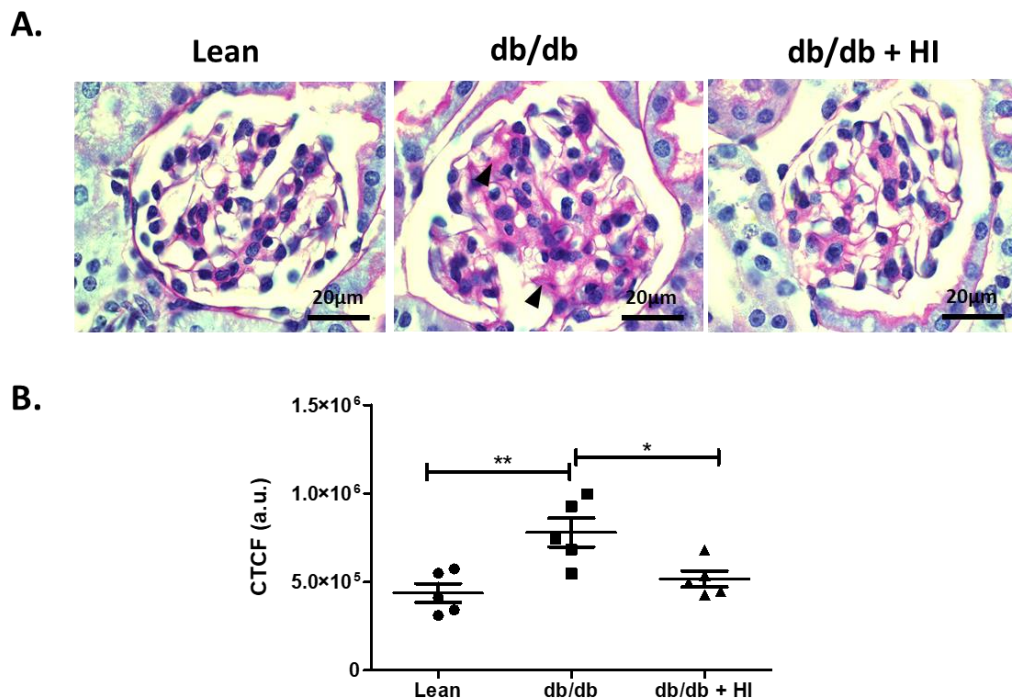 A.
Lean
db/db
db/db + HI
20µm
20µm
20µm
B.
CTCF (a.u.)
1.5×10⁶
1.0×10⁶
5.0×10⁵
0
**
*
Lean
db/db
db/db + HI